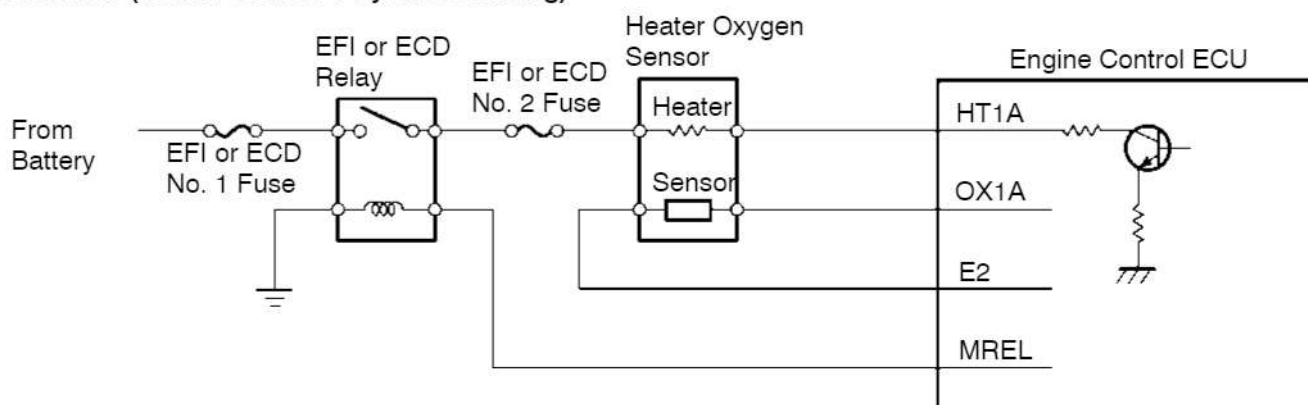 Heater Oxygen
Sensor
EFI or ECD
Relay
EFI or ECD
No. 2 Fuse
Engine Control ECU
From
Battery
EFI or ECD
No. 1 Fuse
Heater
HT1A
Sensor
OX1A
E2
MREL